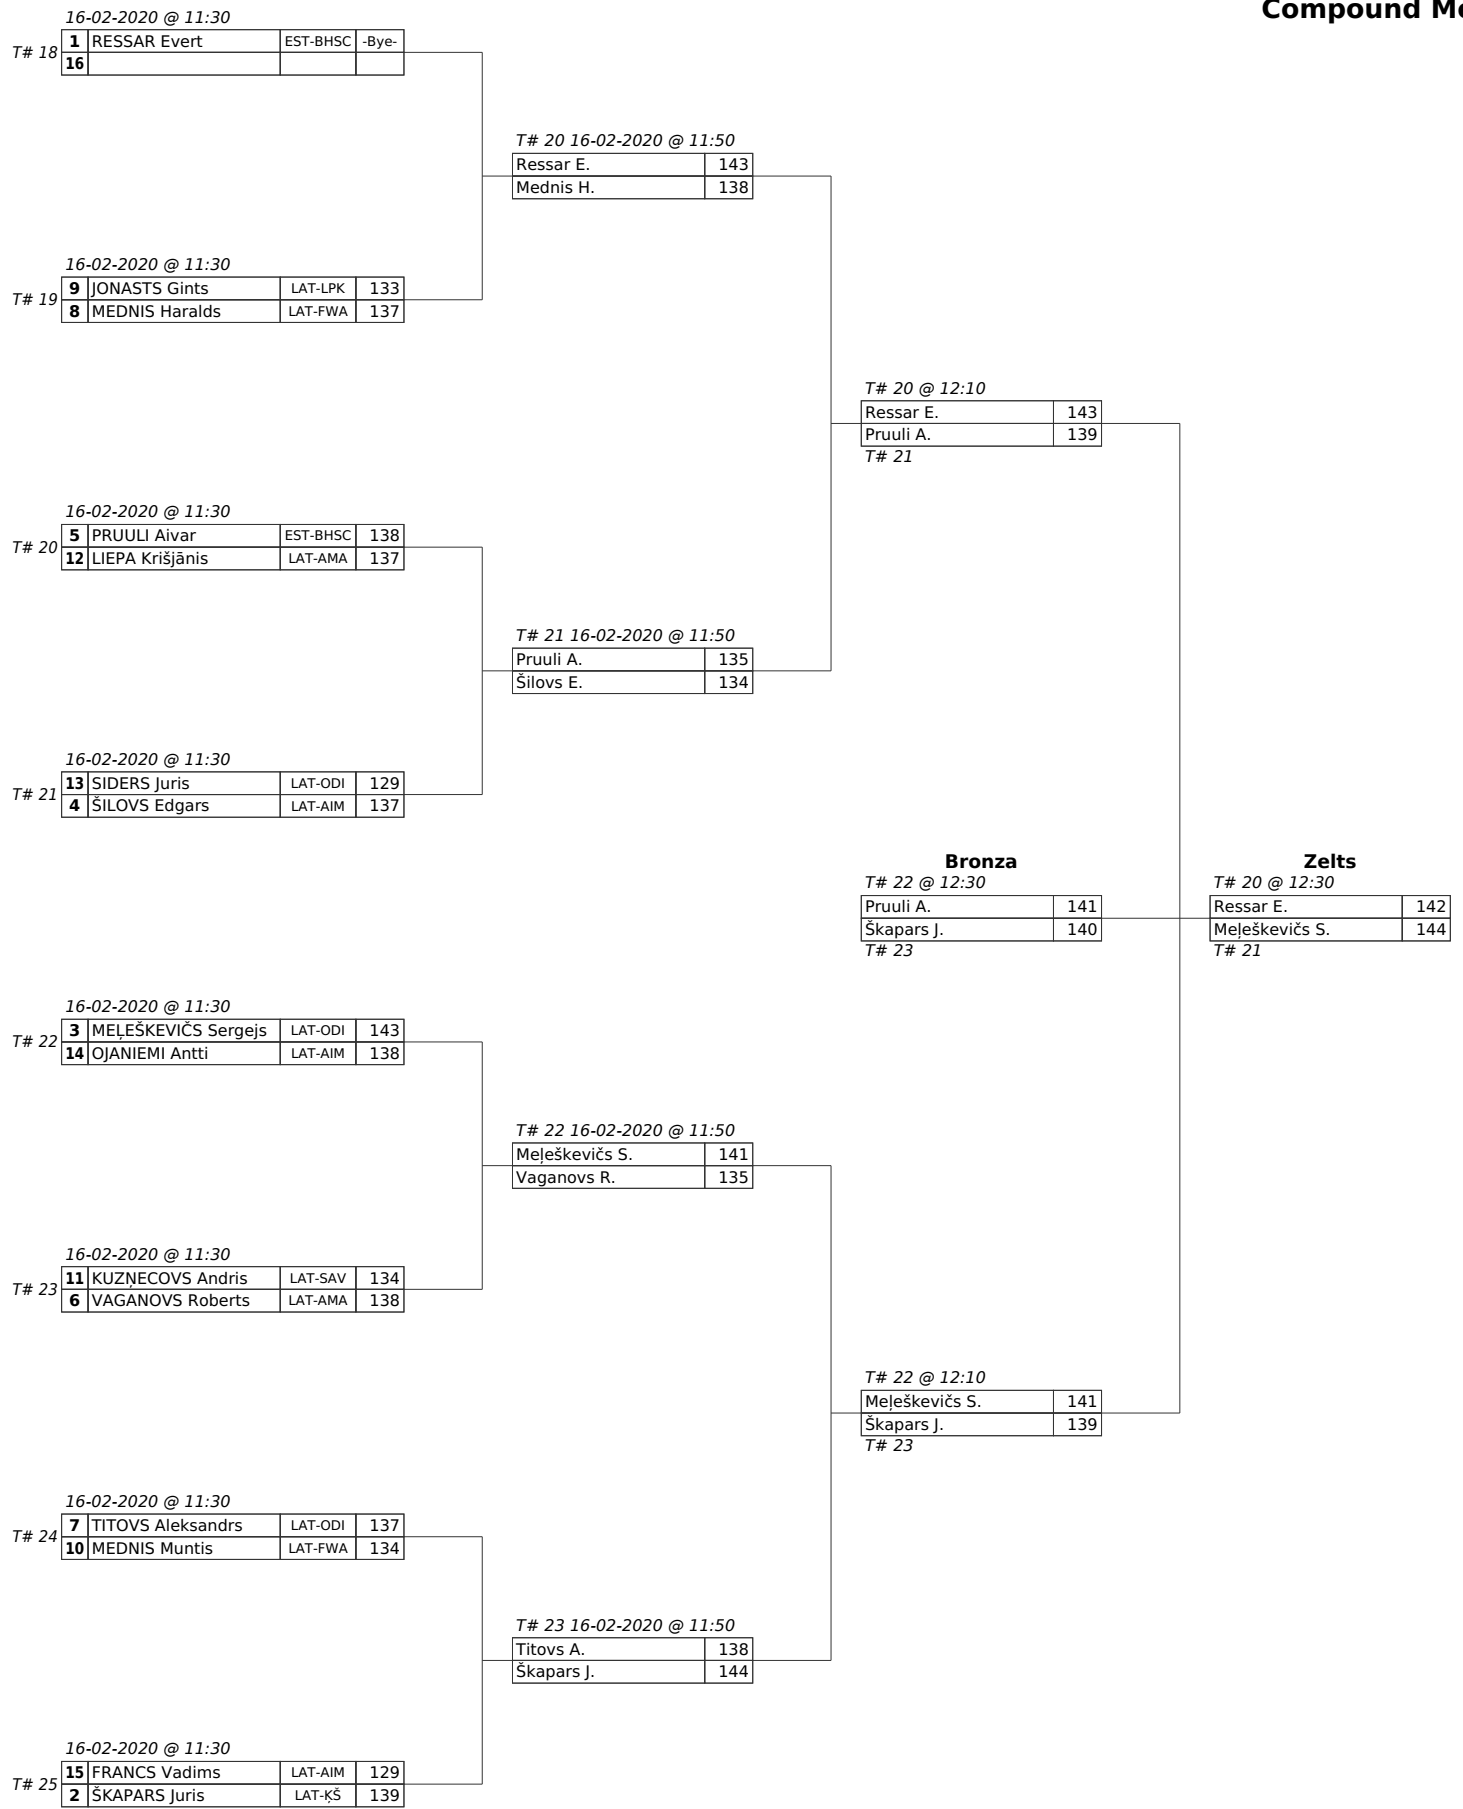 Compound Me
16-02-2020 @ 11:30
T# 18
1 RESSAR Evert EST-BHSC -Bye-
16
T# 20 16-02-2020 @ 11:50
Ressar E. 143
Mednis H. 138
16-02-2020 @ 11:30
T# 19
9 JONASTS Gints LAT-LPK 133
8 MEDNIS Haralds LAT-FWA 137
T# 20 @ 12:10
Ressar E. 143
Pruuli A. 139
T# 21
16-02-2020 @ 11:30
T# 20
5 PRUULI Aivar EST-BHSC 138
12 LIEPA Krišjānis LAT-AMA 137
T# 21 16-02-2020 @ 11:50
Pruuli A. 135
Šilovs E. 134
16-02-2020 @ 11:30
T# 21
13 SIDERS Juris LAT-ODI 129
4 ŠILOVS Edgars LAT-AIM 137
Bronza
T# 22 @ 12:30
Pruuli A. 141
Škapars J. 140
T# 23
Zelts
T# 20 @ 12:30
Ressar E. 142
Meļeškevičs S. 144
T# 21
16-02-2020 @ 11:30
T# 22
3 MEĻEŠKEVIČS Sergejs LAT-ODI 143
14 OJANIEMI Antti LAT-AIM 138
T# 22 16-02-2020 @ 11:50
Meļeškevičs S. 141
Vaganovs R. 135
16-02-2020 @ 11:30
T# 23
11 KUZŅECOVS Andris LAT-SAV 134
6 VAGANOVS Roberts LAT-AMA 138
T# 22 @ 12:10
Meļeškevičs S. 141
Škapars J. 139
T# 23
16-02-2020 @ 11:30
T# 24
7 TITOVS Aleksandrs LAT-ODI 137
10 MEDNIS Muntis LAT-FWA 134
T# 23 16-02-2020 @ 11:50
Titovs A. 138
Škapars J. 144
16-02-2020 @ 11:30
T# 25
15 FRANCS Vadims LAT-AIM 129
2 ŠKAPARS Juris LAT-ĶŠ 139